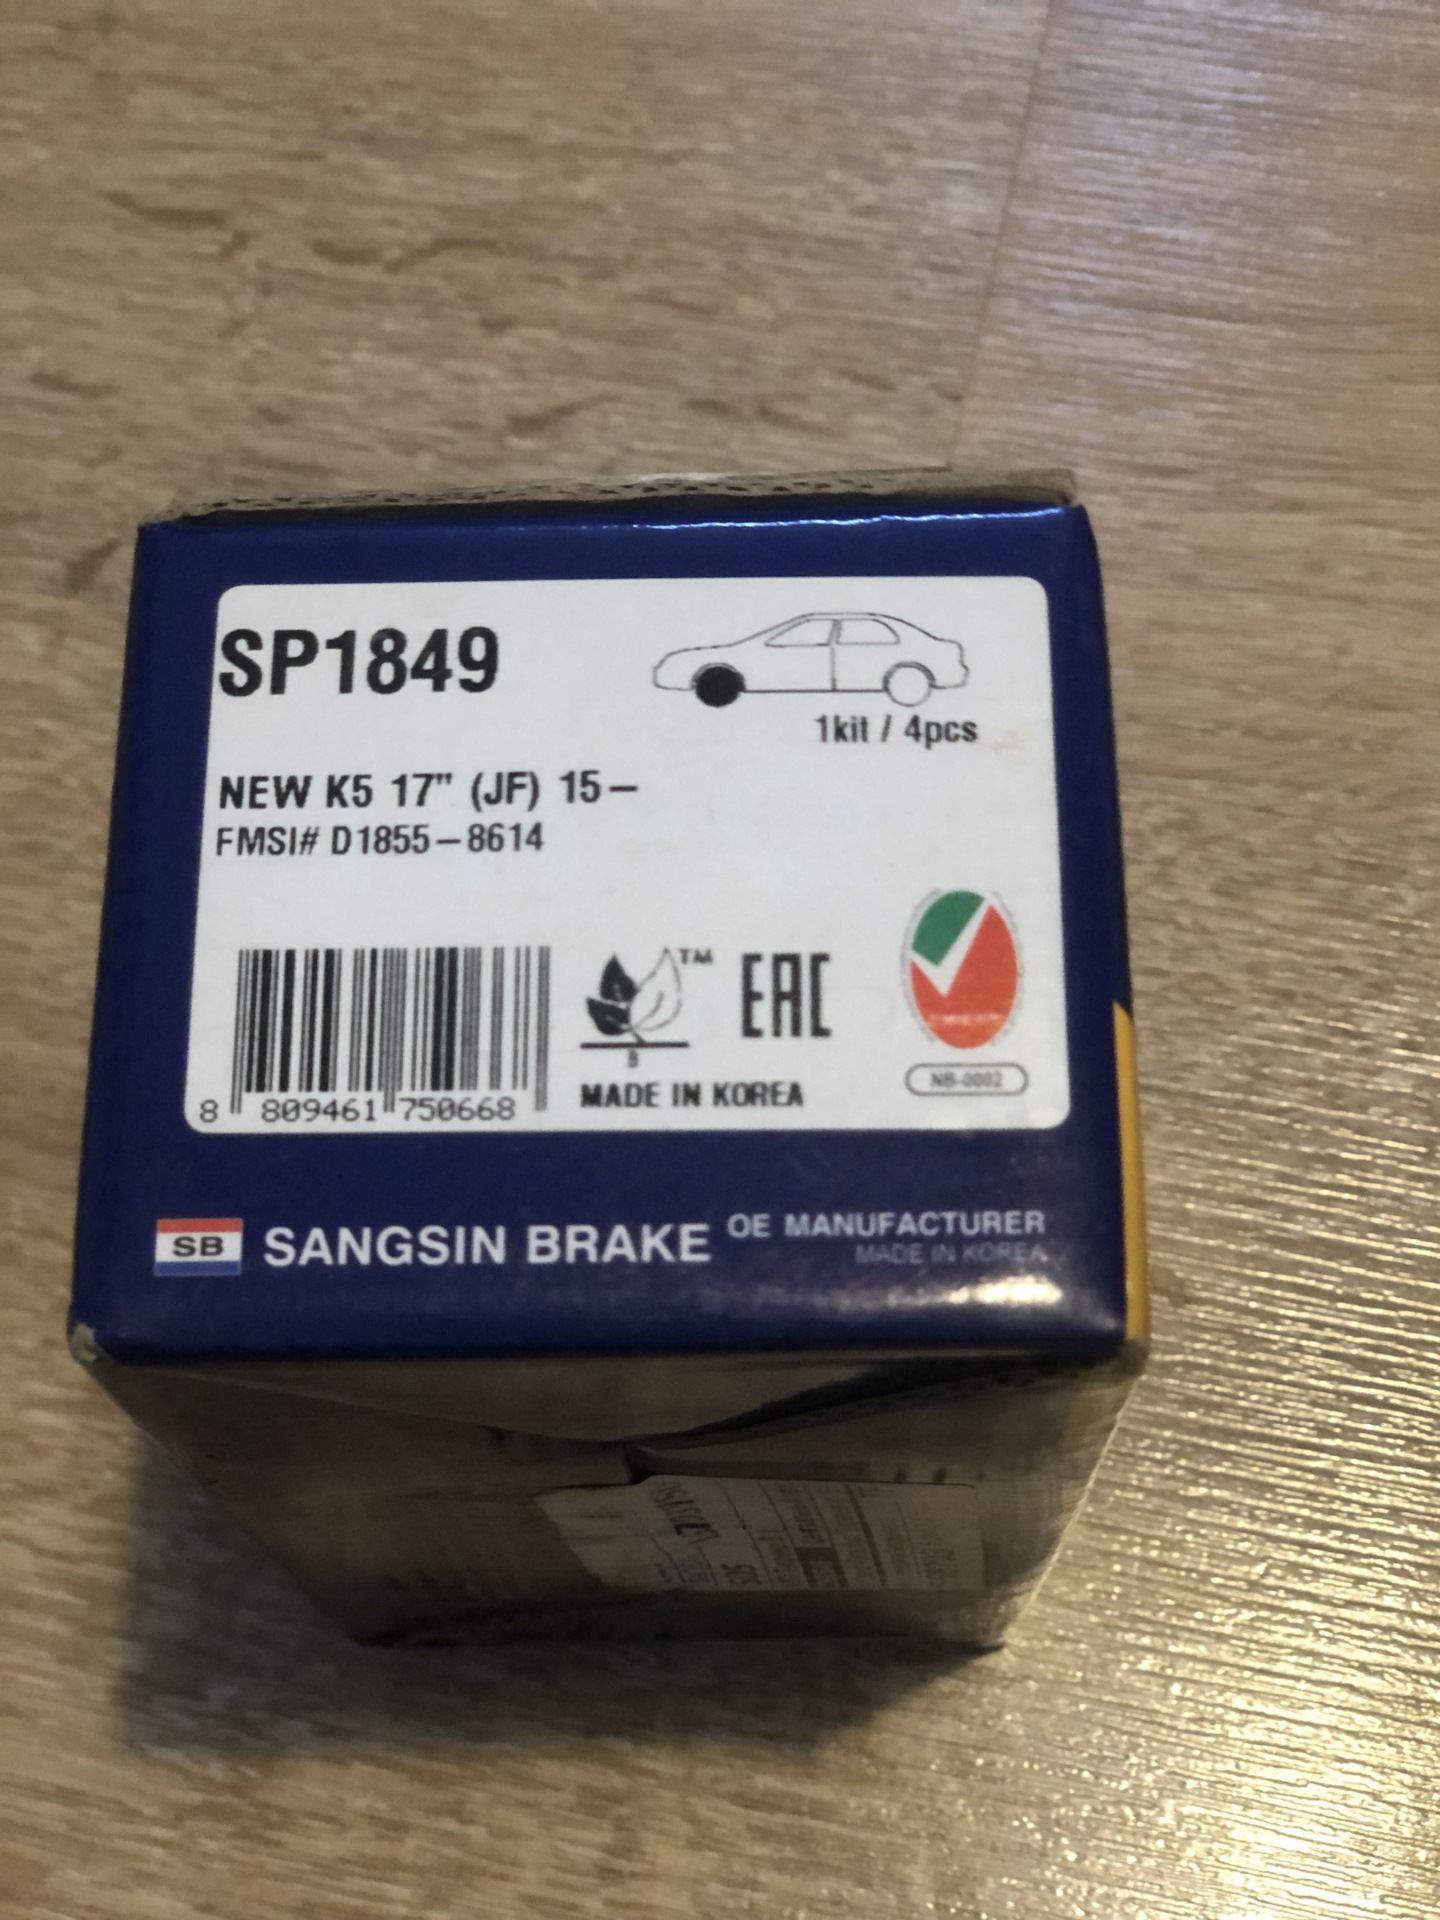 SP1849
1kit / 4pcs
NEW K5 17" (JF) 15–
FMSI# D1855–8614
TM
EAC
B
NB-0002
MADE IN KOREA
8 809461 750668
SB SANGSIN BRAKE OE MANUFACTURER
MADE IN KOREA